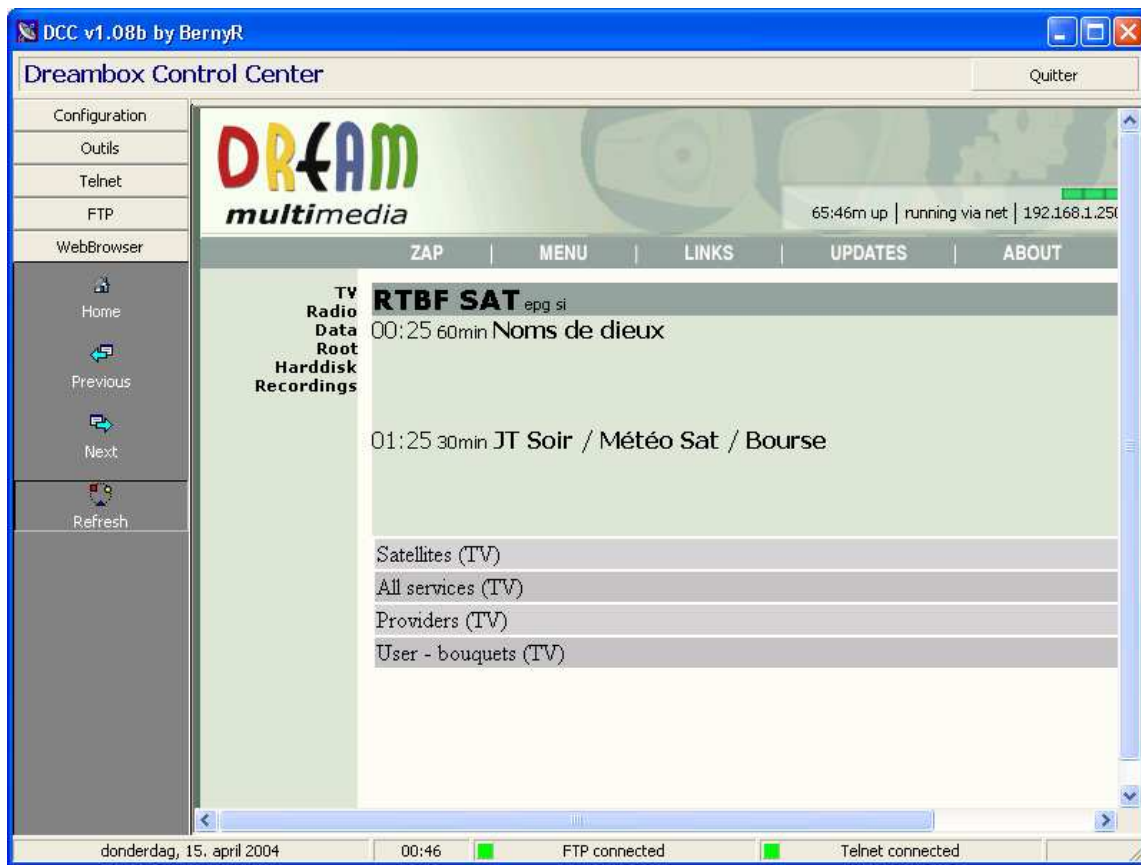 DCC v1.08b by BernyR
Dreambox Control Center
Quitter
Configuration
Outils
Telnet
FTP
WebBrowser
Home
Previous
Next
Refresh
DREAM
multimedia
65:46m up | running via net | 192.168.1.250
ZAP | MENU | LINKS | UPDATES | ABOUT
TV
Radio
Data
Root
Harddisk
Recordings
RTBF SAT epg si
00:25 60min Noms de dieux
01:25 30min JT Soir / Météo Sat / Bourse
Satellites (TV)
All services (TV)
Providers (TV)
User - bouquets (TV)
donderdag, 15. april 2004
00:46
FTP connected
Telnet connected